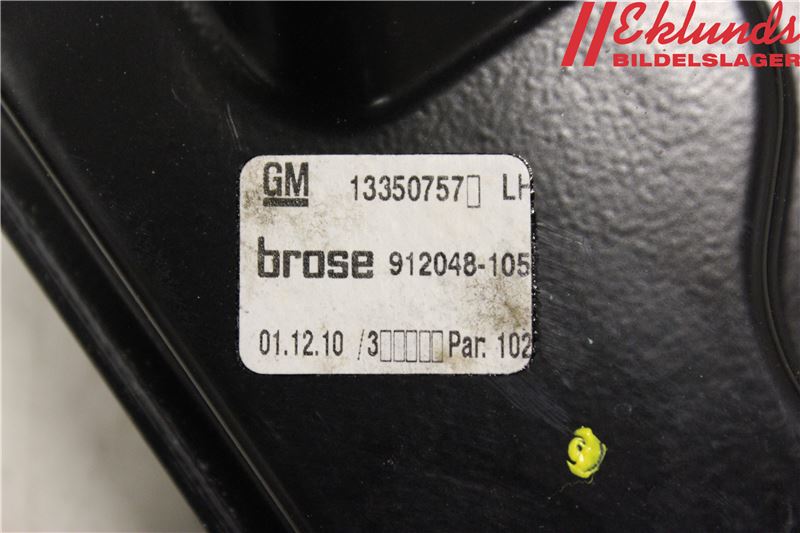 Eklunds
BILDELSLAGER
GM 13350757▯ LH
brose 912048-105
01.12.10 /3▯▯▯▯▯ Par. 102